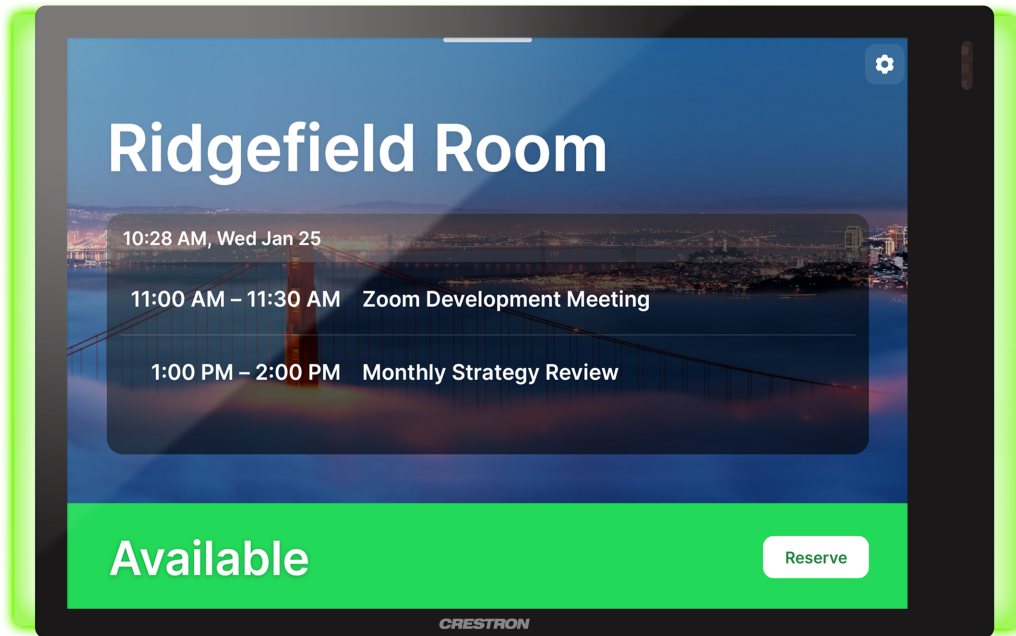 Ridgefield Room
10:28 AM, Wed Jan 25
11:00 AM – 11:30 AM Zoom Development Meeting
1:00 PM – 2:00 PM Monthly Strategy Review
Available
Reserve
CRESTRON